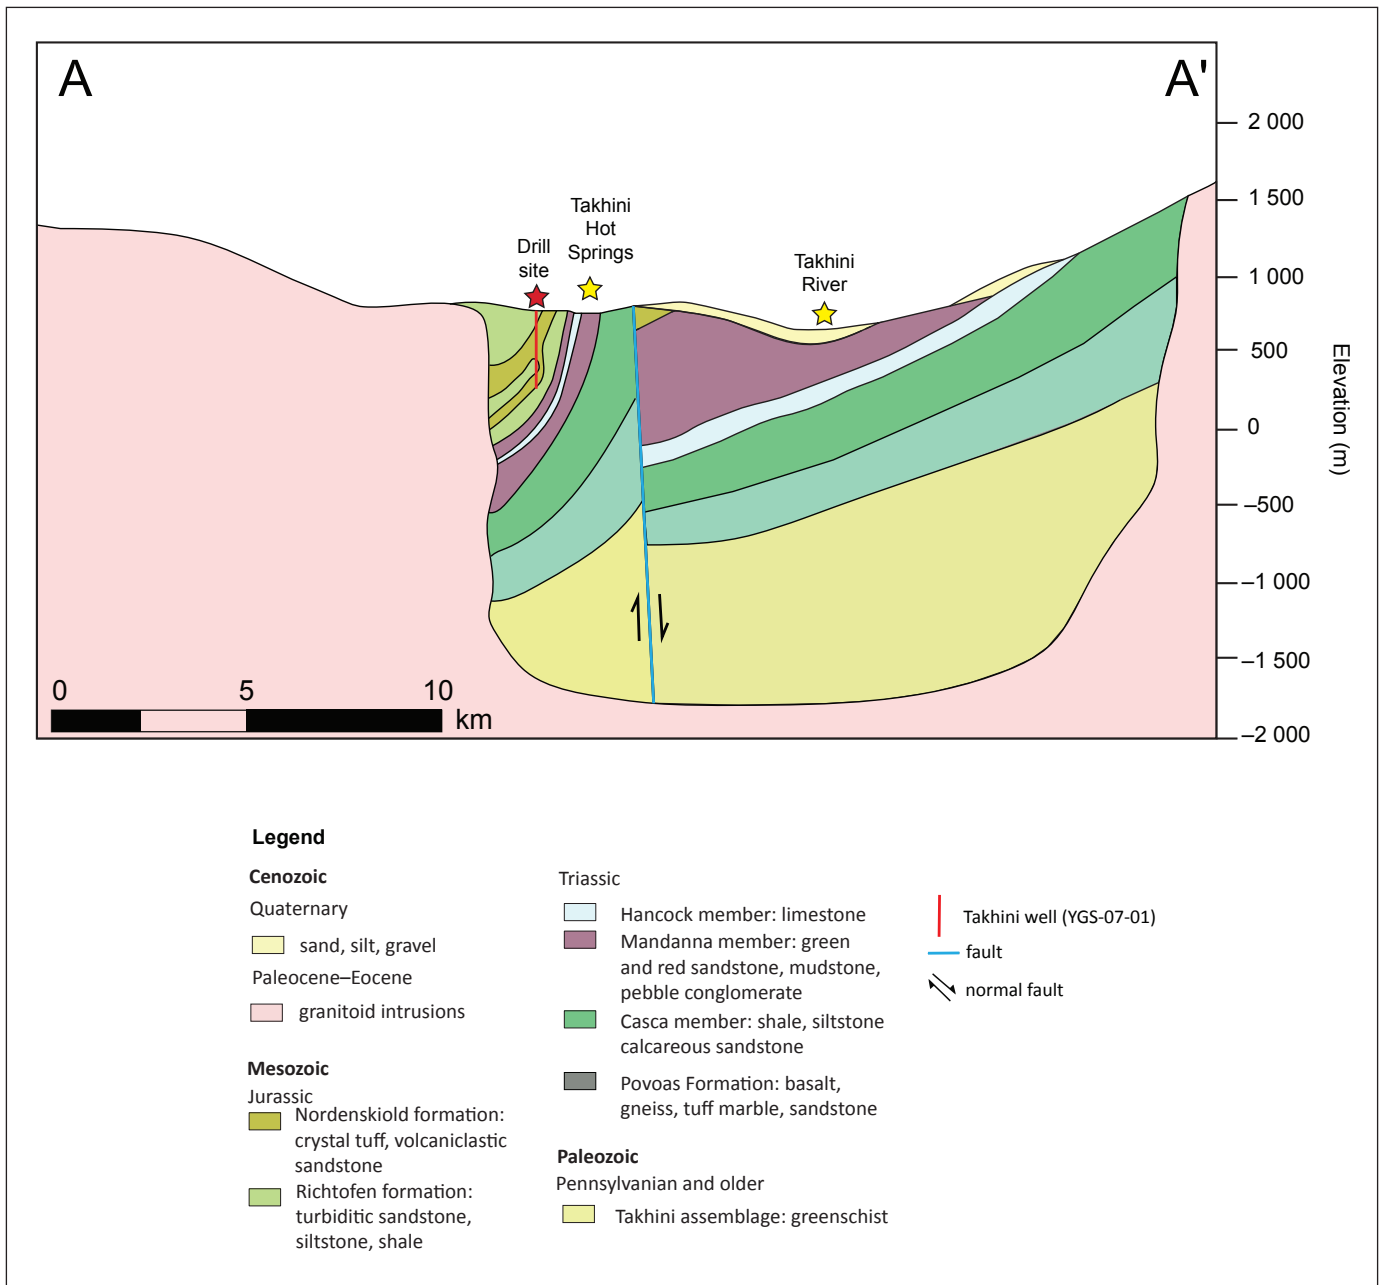 A
A'
Takhini
Hot
Springs
Drill
site
Takhini
River
2 000
1 500
1 000
500
0
–500
–1 000
–1 500
–2 000
Elevation (m)
0
5
10
km
Legend
Cenozoic
Quaternary
sand, silt, gravel
Paleocene–Eocene
granitoid intrusions
Mesozoic
Jurassic
Nordenskiold formation:
crystal tuff, volcaniclastic
sandstone
Richtofen formation:
turbiditic sandstone,
siltstone, shale
Triassic
Hancock member: limestone
Mandanna member: green
and red sandstone, mudstone,
pebble conglomerate
Casca member: shale, siltstone
calcareous sandstone
Povoas Formation: basalt,
gneiss, tuff marble, sandstone
Paleozoic
Pennsylvanian and older
Takhini assemblage: greenschist
Takhini well (YGS-07-01)
fault
normal fault